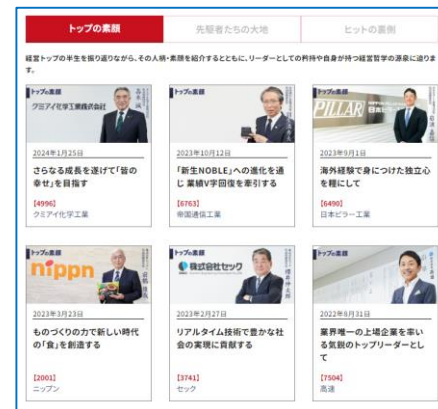 トップの素顔
先駆者たちの大地
ヒットの裏側
経営トップの半生を振り返りながら、その人柄・素顔を紹介するとともに、リーダーとしての矜持や自身が持つ経営哲学の源泉に迫りま
す。
トップの素顔
クミアイ化学工業株式会社
2024年1月25日
さらなる成長を遂げて「皆の
幸せ」を目指す
[4996]
クミアイ化学工業
トップの素顔
2023年10月12日
「新生NOBLE」への進化を通
じ 業績V字回復を牽引する
[6763]
帝国通信工業
トップの素顔
PILLAR
日本ピラー
2023年9月1日
海外経験で身につけた独立心
を糧にして
[6490]
日本ピラー工業
トップの素顔
nippn
2023年3月23日
ものづくりの力で新しい時代
の「食」を創造する
[2001]
ニップン
トップの素顔
株式会社セック
2023年2月27日
リアルタイム技術で豊かな社
会の実現に貢献する
[3741]
セック
トップの素顔
2022年8月31日
業界唯一の上場企業を率い
る気鋭のトップリーダーとし
て
[7504]
高速